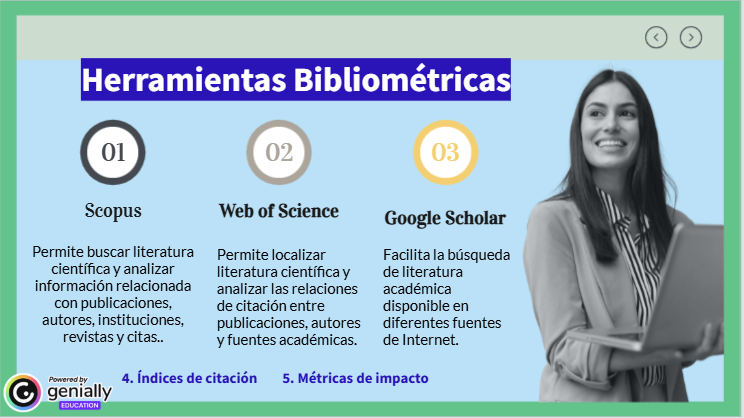 Herramientas Bibliométricas
01
02
03
Scopus
Web of Science
Google Scholar
Permite buscar literatura
científica y analizar
información relacionada
con publicaciones,
autores, instituciones,
revistas y citas..
Permite localizar
literatura científica y
analizar las relaciones
de citación entre
publicaciones, autores
y fuentes académicas.
Facilita la búsqueda
de literatura
académica
disponible en
diferentes fuentes
de Internet.
4. Índices de citación
5. Métricas de impacto
Powered by
genially
EDUCATION